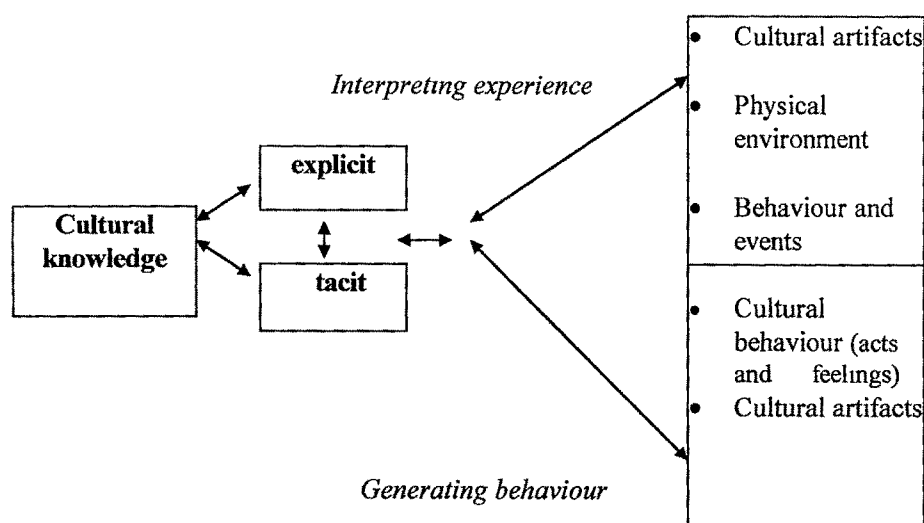 Interpreting experience
explicit
Cultural
knowledge
tacit
Generating behaviour
• Cultural artifacts
• Physical
environment
• Behaviour and
events
• Cultural
behaviour (acts
and feelings)
• Cultural artifacts